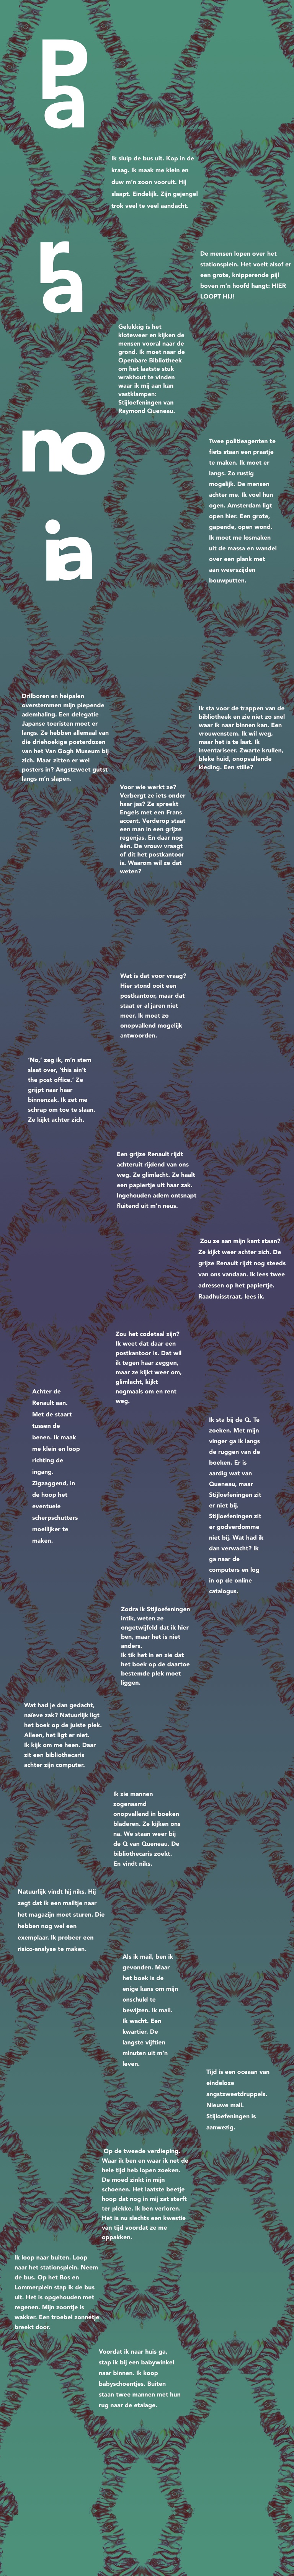 Pa
ra
no
ia
Ik sluip de bus uit. Kop in de
kraag. Ik maak me klein en
duw m'n zoon vooruit. Hij
slaapt. Eindelijk. Zijn gejengel
trok veel te veel aandacht.
De mensen lopen over het
stationsplein. Het voelt alsof er
een grote, knipperende pijl
boven m'n hoofd hangt: HIER
LOOPT HIJ!
Gelukkig is het
kloteweer en kijken de
mensen vooral naar de
grond. Ik moet naar de
Openbare Bibliotheek
om het laatste stuk
wrakhout te vinden
waar ik mij aan kan
vastklampen:
Stijloefeningen van
Raymond Queneau.
Twee politieagenten te
fiets staan een praatje
te maken. Ik moet er
langs. Zo rustig
mogelijk. De mensen
achter me. Ik voel hun
ogen. Amsterdam ligt
open hier. Een grote,
gapende, open wond.
Ik moet me losmaken
uit de massa en wandel
over een plank met
aan weerszijden
bouwputten.
Drilboren en heipalen
overstemmen mijn piepende
ademhaling. Een delegatie
Japanse toeristen moet er
langs. Ze hebben allemaal van
die driehoekige posterdozen
van het Van Gogh Museum bij
zich. Maar zitten er wel
posters in? Angstzweet gutst
langs m'n slapen.
Ik sta voor de trappen van de
bibliotheek en zie niet zo snel
waar ik naar binnen kan. Een
vrouwenstem. Ik wil weg,
maar het is te laat. Ik
inventariseer. Zwarte krullen,
bleke huid, onopvallende
kleding. Een stille?
Voor wie werkt ze?
Verbergt ze iets onder
haar jas? Ze spreekt
Engels met een Frans
accent. Verderop staat
een man in een grijze
regenjas. En daar nog
één. De vrouw vraagt
of dit het postkantoor
is. Waarom wil ze dat
weten?
Wat is dat voor vraag?
Hier stond ooit een
postkantoor, maar dat
staat er al jaren niet
meer. Ik moet zo
onopvallend mogelijk
antwoorden.
'No,' zeg ik, m'n stem
slaat over, 'this ain't
the post office.' Ze
grijpt naar haar
binnenzak. Ik zet me
schrap om toe te slaan.
Ze kijkt achter zich.
Een grijze Renault rijdt
achteruit rijdend van ons
weg. Ze glimlacht. Ze haalt
een papiertje uit haar zak.
Ingehouden adem ontsnapt
fluitend uit m'n neus.
Zou ze aan mijn kant staan?
Ze kijkt weer achter zich. De
grijze Renault rijdt nog steeds
van ons vandaan. Ik lees twee
adressen op het papiertje.
Raadhuisstraat, lees ik.
Zou het codetaal zijn?
Ik weet dat daar een
postkantoor is. Dat wil
ik tegen haar zeggen,
maar ze kijkt weer om,
glimlacht, kijkt
nogmaals om en rent
weg.
Achter de
Renault aan.
Met de staart
tussen de
benen. Ik maak
me klein en loop
richting de
ingang.
Zigzaggend, in
de hoop het
eventuele
scherpschutters
moeilijker te
maken.
Ik sta bij de Q. Te
zoeken. Met mijn
vinger ga ik langs
de ruggen van de
boeken. Er is
aardig wat van
Queneau, maar
Stijloefeningen zit
er niet bij.
Stijloefeningen zit
er godverdomme
niet bij. Wat had ik
dan verwacht? Ik
ga naar de
computers en log
in op de online
catalogus.
Zodra ik Stijloefeningen
intik, weten ze
ongetwijfeld dat ik hier
ben, maar het is niet
anders.
Ik tik het in en zie dat
het boek op de daartoe
bestemde plek moet
liggen.
Wat had je dan gedacht,
naïeve zak? Natuurlijk ligt
het boek op de juiste plek.
Alleen, het ligt er niet.
Ik kijk om me heen. Daar
zit een bibliothecaris
achter zijn computer.
Ik zie mannen
zogenaamd
onopvallend in boeken
bladeren. Ze kijken ons
na. We staan weer bij
de Q van Queneau. De
bibliothecaris zoekt.
En vindt niks.
Natuurlijk vindt hij niks. Hij
zegt dat ik een mailtje naar
het magazijn moet sturen. Die
hebben nog wel een
exemplaar. Ik probeer een
risico-analyse te maken.
Als ik mail, ben ik
gevonden. Maar
het boek is de
enige kans om mijn
onschuld te
bewijzen. Ik mail.
Ik wacht. Een
kwartier. De
langste vijftien
minuten uit m'n
leven.
Tijd is een oceaan van
eindeloze
angstzweetdruppels.
Nieuwe mail.
Stijloefeningen is
aanwezig.
Op de tweede verdieping.
Waar ik ben en waar ik net de
hele tijd heb lopen zoeken.
De moed zinkt in mijn
schoenen. Het laatste beetje
hoop dat nog in mij zat sterft
ter plekke. Ik ben verloren.
Het is nu slechts een kwestie
van tijd voordat ze me
oppakken.
Ik loop naar buiten. Loop
naar het stationsplein. Neem
de bus. Op het Bos en
Lommerplein stap ik de bus
uit. Het is opgehouden met
regenen. Mijn zoontje is
wakker. Een troebel zonnetje
breekt door.
Voordat ik naar huis ga,
stap ik bij een babywinkel
naar binnen. Ik koop
babyschoentjes. Buiten
staan twee mannen met hun
rug naar de etalage.